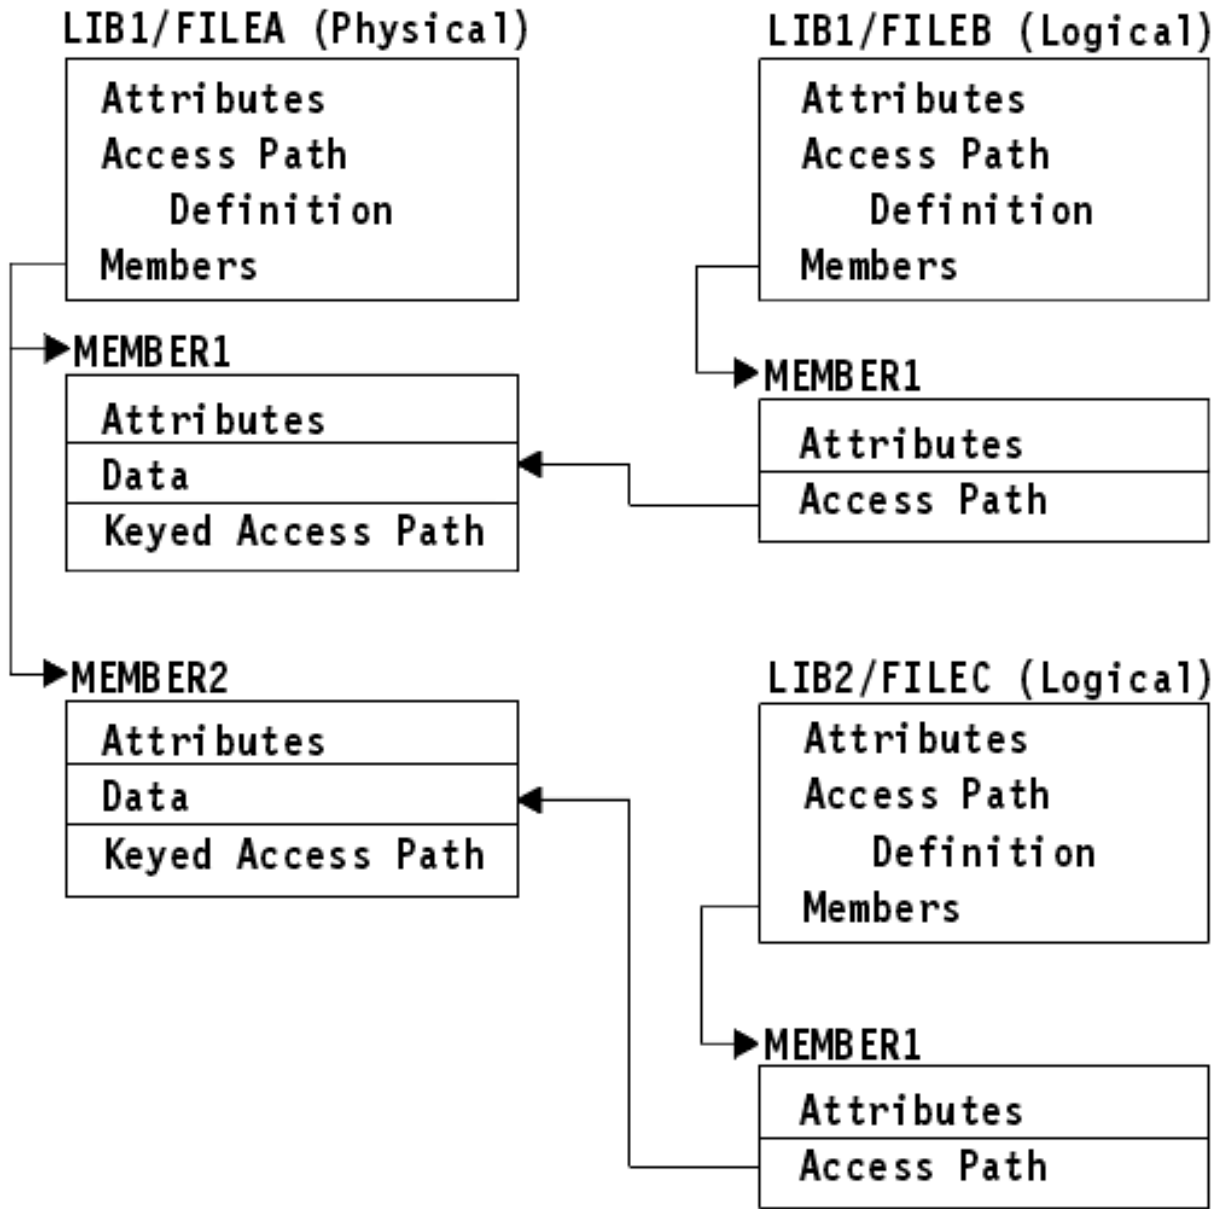 LIB1/FILEA (Physical)
Attributes
Access Path
Definition
Members
MEMBER1
Attributes
Data
Keyed Access Path
MEMBER2
Attributes
Data
Keyed Access Path
LIB1/FILEB (Logical)
Attributes
Access Path
Definition
Members
MEMBER1
Attributes
Access Path
LIB2/FILEC (Logical)
Attributes
Access Path
Definition
Members
MEMBER1
Attributes
Access Path